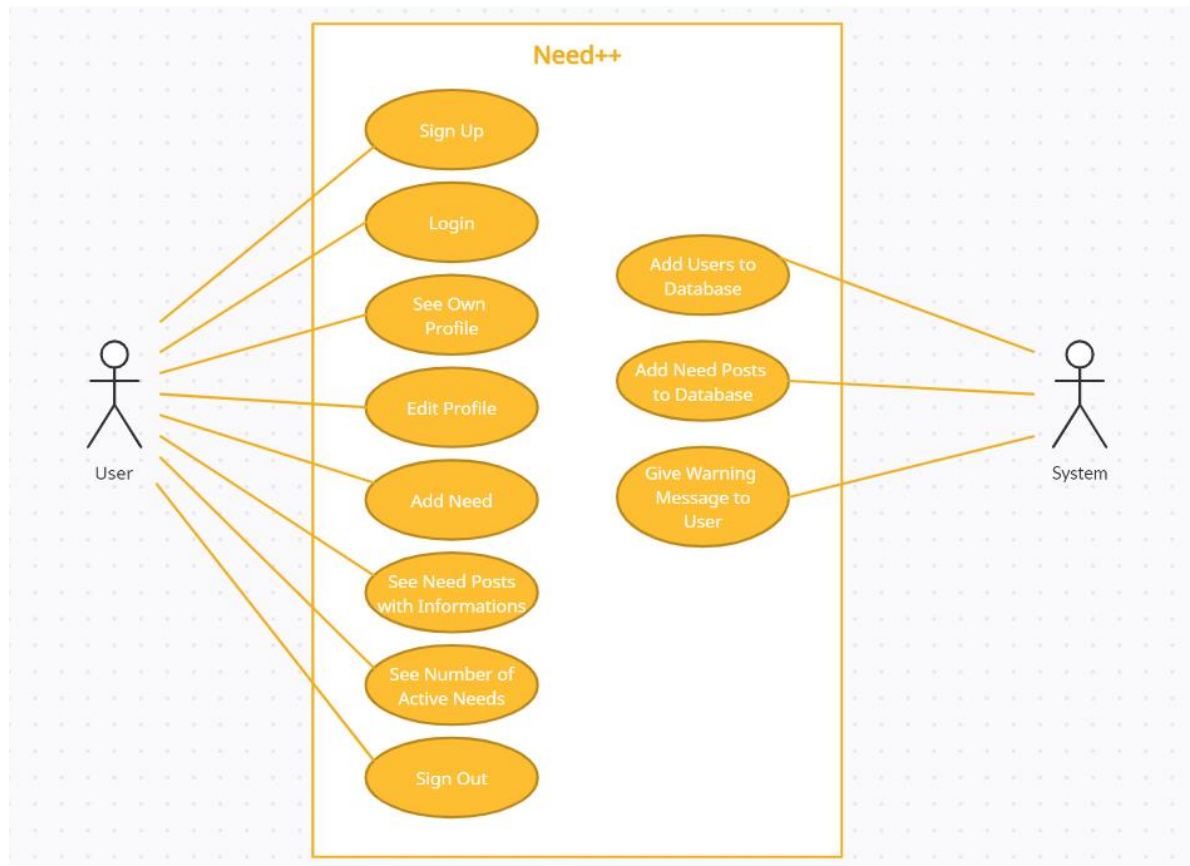 Need++
Sign Up
Login
See Own
Profile
Edit Profile
Add Need
See Need Posts
with Informations
See Number of
Active Needs
Sign Out
Add Users to
Database
Add Need Posts
to Database
Give Warning
Message to
User
User
System